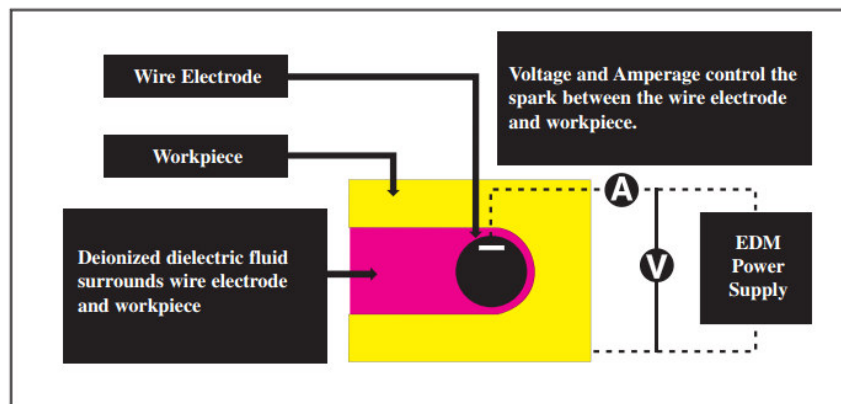 Wire Electrode
Voltage and Amperage control the
spark between the wire electrode
and workpiece.
Workpiece
A
Deionized dielectric fluid
surrounds wire electrode
and workpiece
V
EDM
Power
Supply